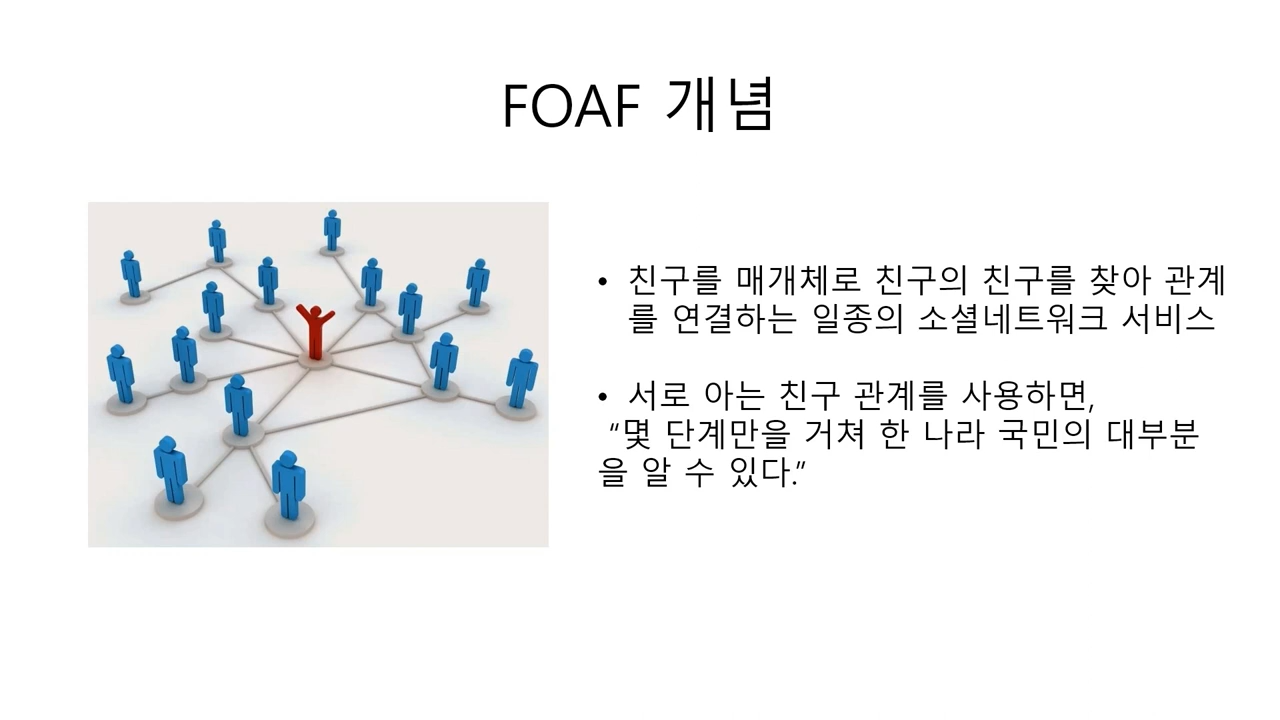 FOAF 개념
• 친구를 매개체로 친구의 친구를 찾아 관계
를 연결하는 일종의 소셜네트워크 서비스
• 서로 아는 친구 관계를 사용하면,
“몇 단계만을 거쳐 한 나라 국민의 대부분
을 알 수 있다.”